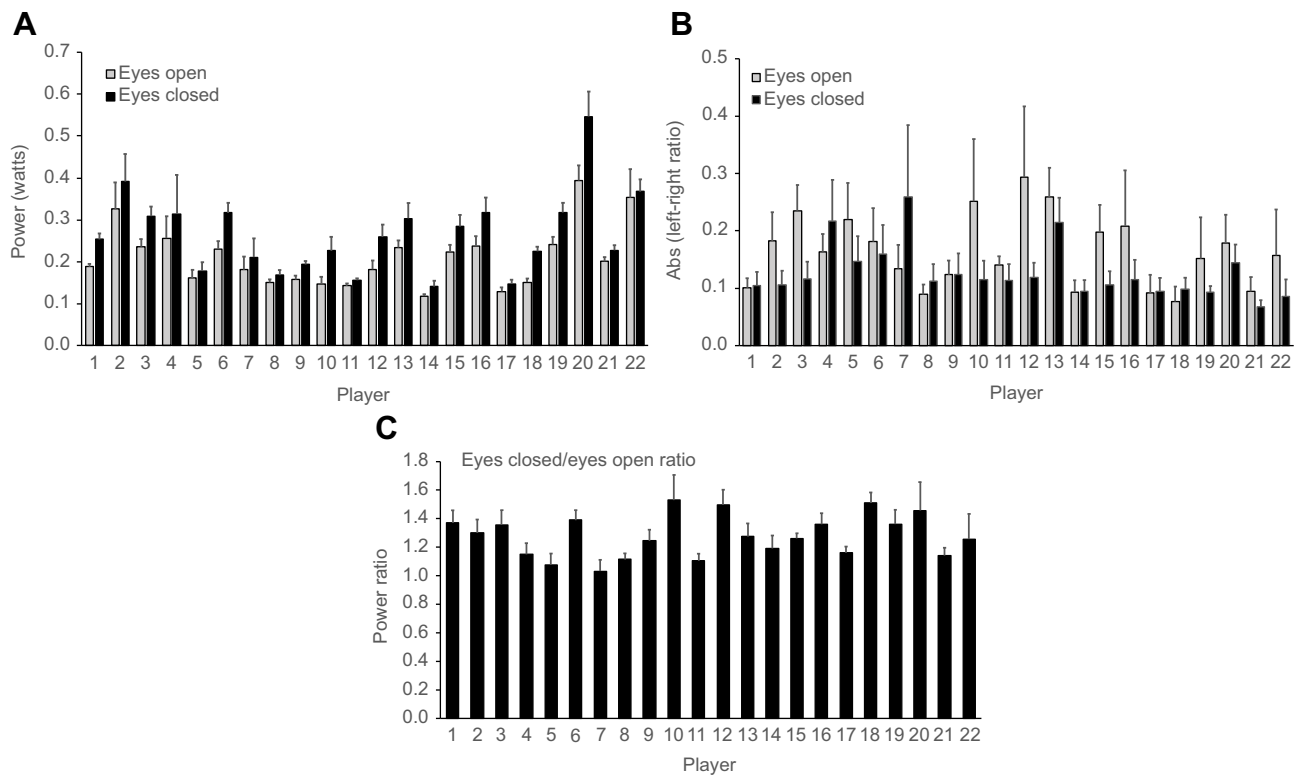 A
0.7
0.6
0.5
0.4
0.3
0.2
0.1
0.0
Power (watts)
Eyes open
Eyes closed
1 2 3 4 5 6 7 8 9 10 11 12 13 14 15 16 17 18 19 20 21 22
Player
B
0.5
0.4
0.3
0.2
0.1
0.0
Abs (left-right ratio)
Eyes open
Eyes closed
1 2 3 4 5 6 7 8 9 10 11 12 13 14 15 16 17 18 19 20 21 22
Player
C
1.8
1.6
1.4
1.2
1.0
0.8
0.6
0.4
0.2
0.0
Power ratio
Eyes closed/eyes open ratio
1 2 3 4 5 6 7 8 9 10 11 12 13 14 15 16 17 18 19 20 21 22
Player